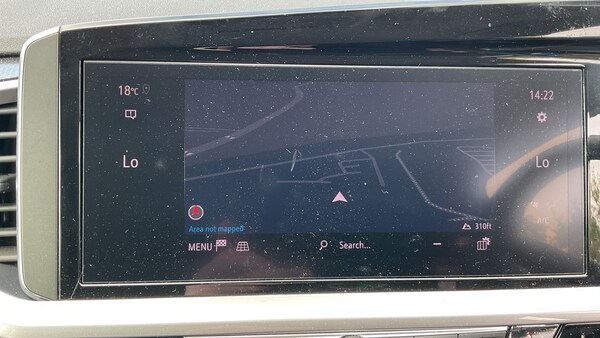 18°C
14:22
Lo
Lo
Area not mapped
310ft
MENU
Search...
A/C